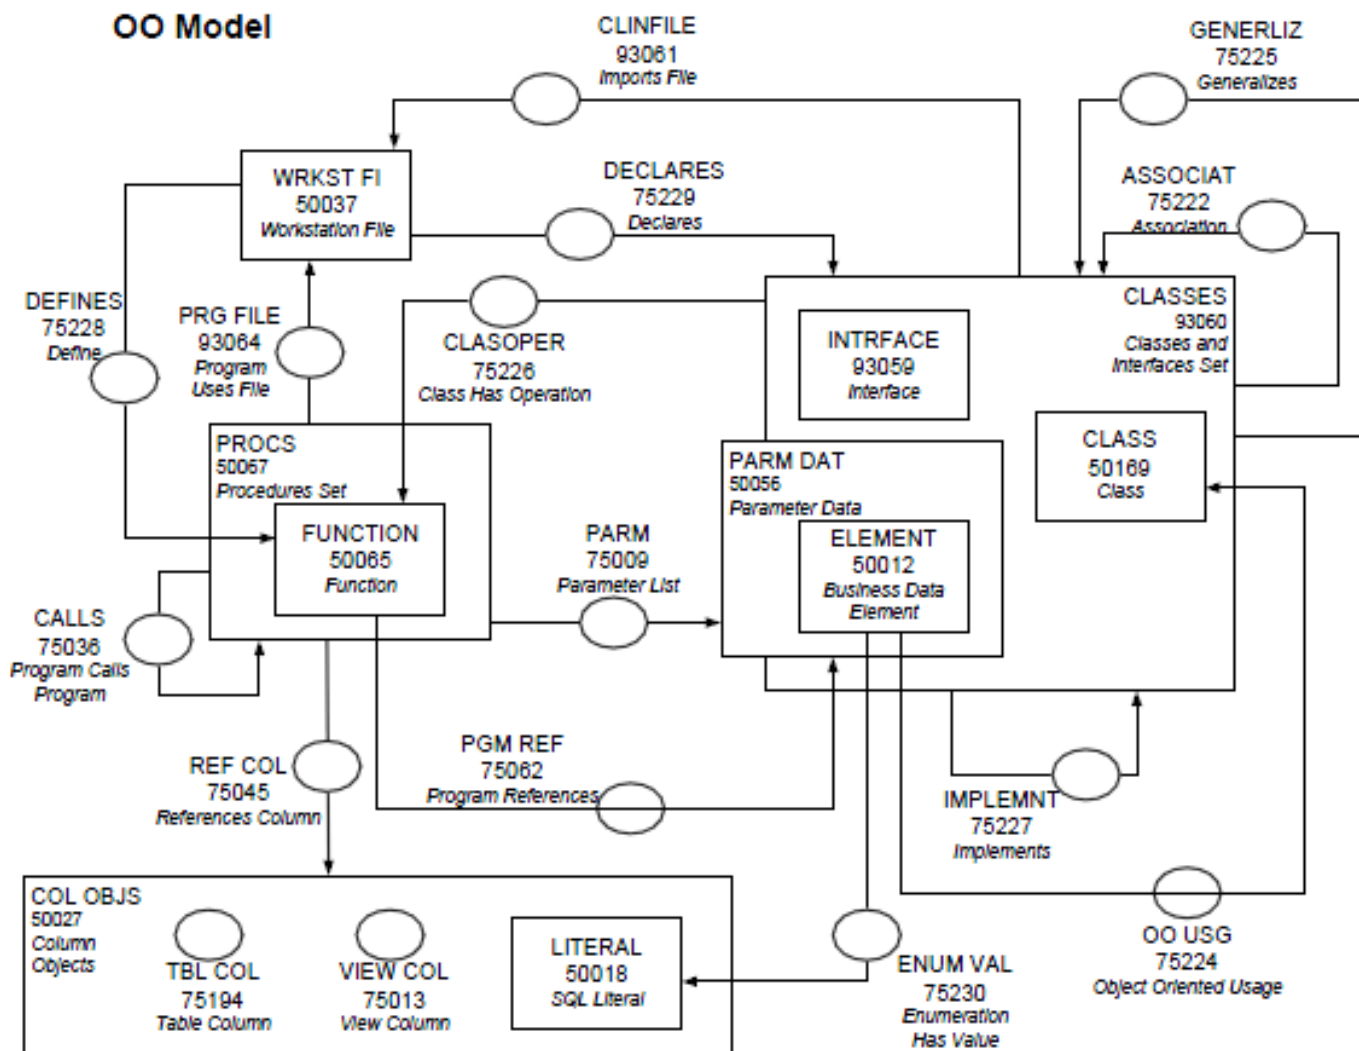 OO Model
CLINFILE
93061
Imports File
GENERLIZ
75225
Generalizes
WRKST FI
50037
Workstation File
DECLARES
75229
Declares
ASSOCIAT
75222
Association
DEFINES
75228
Define
PRG FILE
93064
Program
Uses File
CLASOPER
75226
Class Has Operation
CLASSES
93060
Classes and
Interfaces Set
INTRFACE
93059
Interface
CLASS
50169
Class
PROCS
50067
Procedures Set
FUNCTION
50065
Function
PARM DAT
50056
Parameter Data
ELEMENT
50012
Business Data
Element
PARM
75009
Parameter List
CALLS
75036
Program Calls
Program
REF COL
75045
References Column
PGM REF
75062
Program References
IMPLEMNT
75227
Implements
COL OBJS
50027
Column
Objects
TBL COL
75194
Table Column
VIEW COL
75013
View Column
LITERAL
50018
SQL Literal
ENUM VAL
75230
Enumeration
Has Value
OO USG
75224
Object Oriented Usage